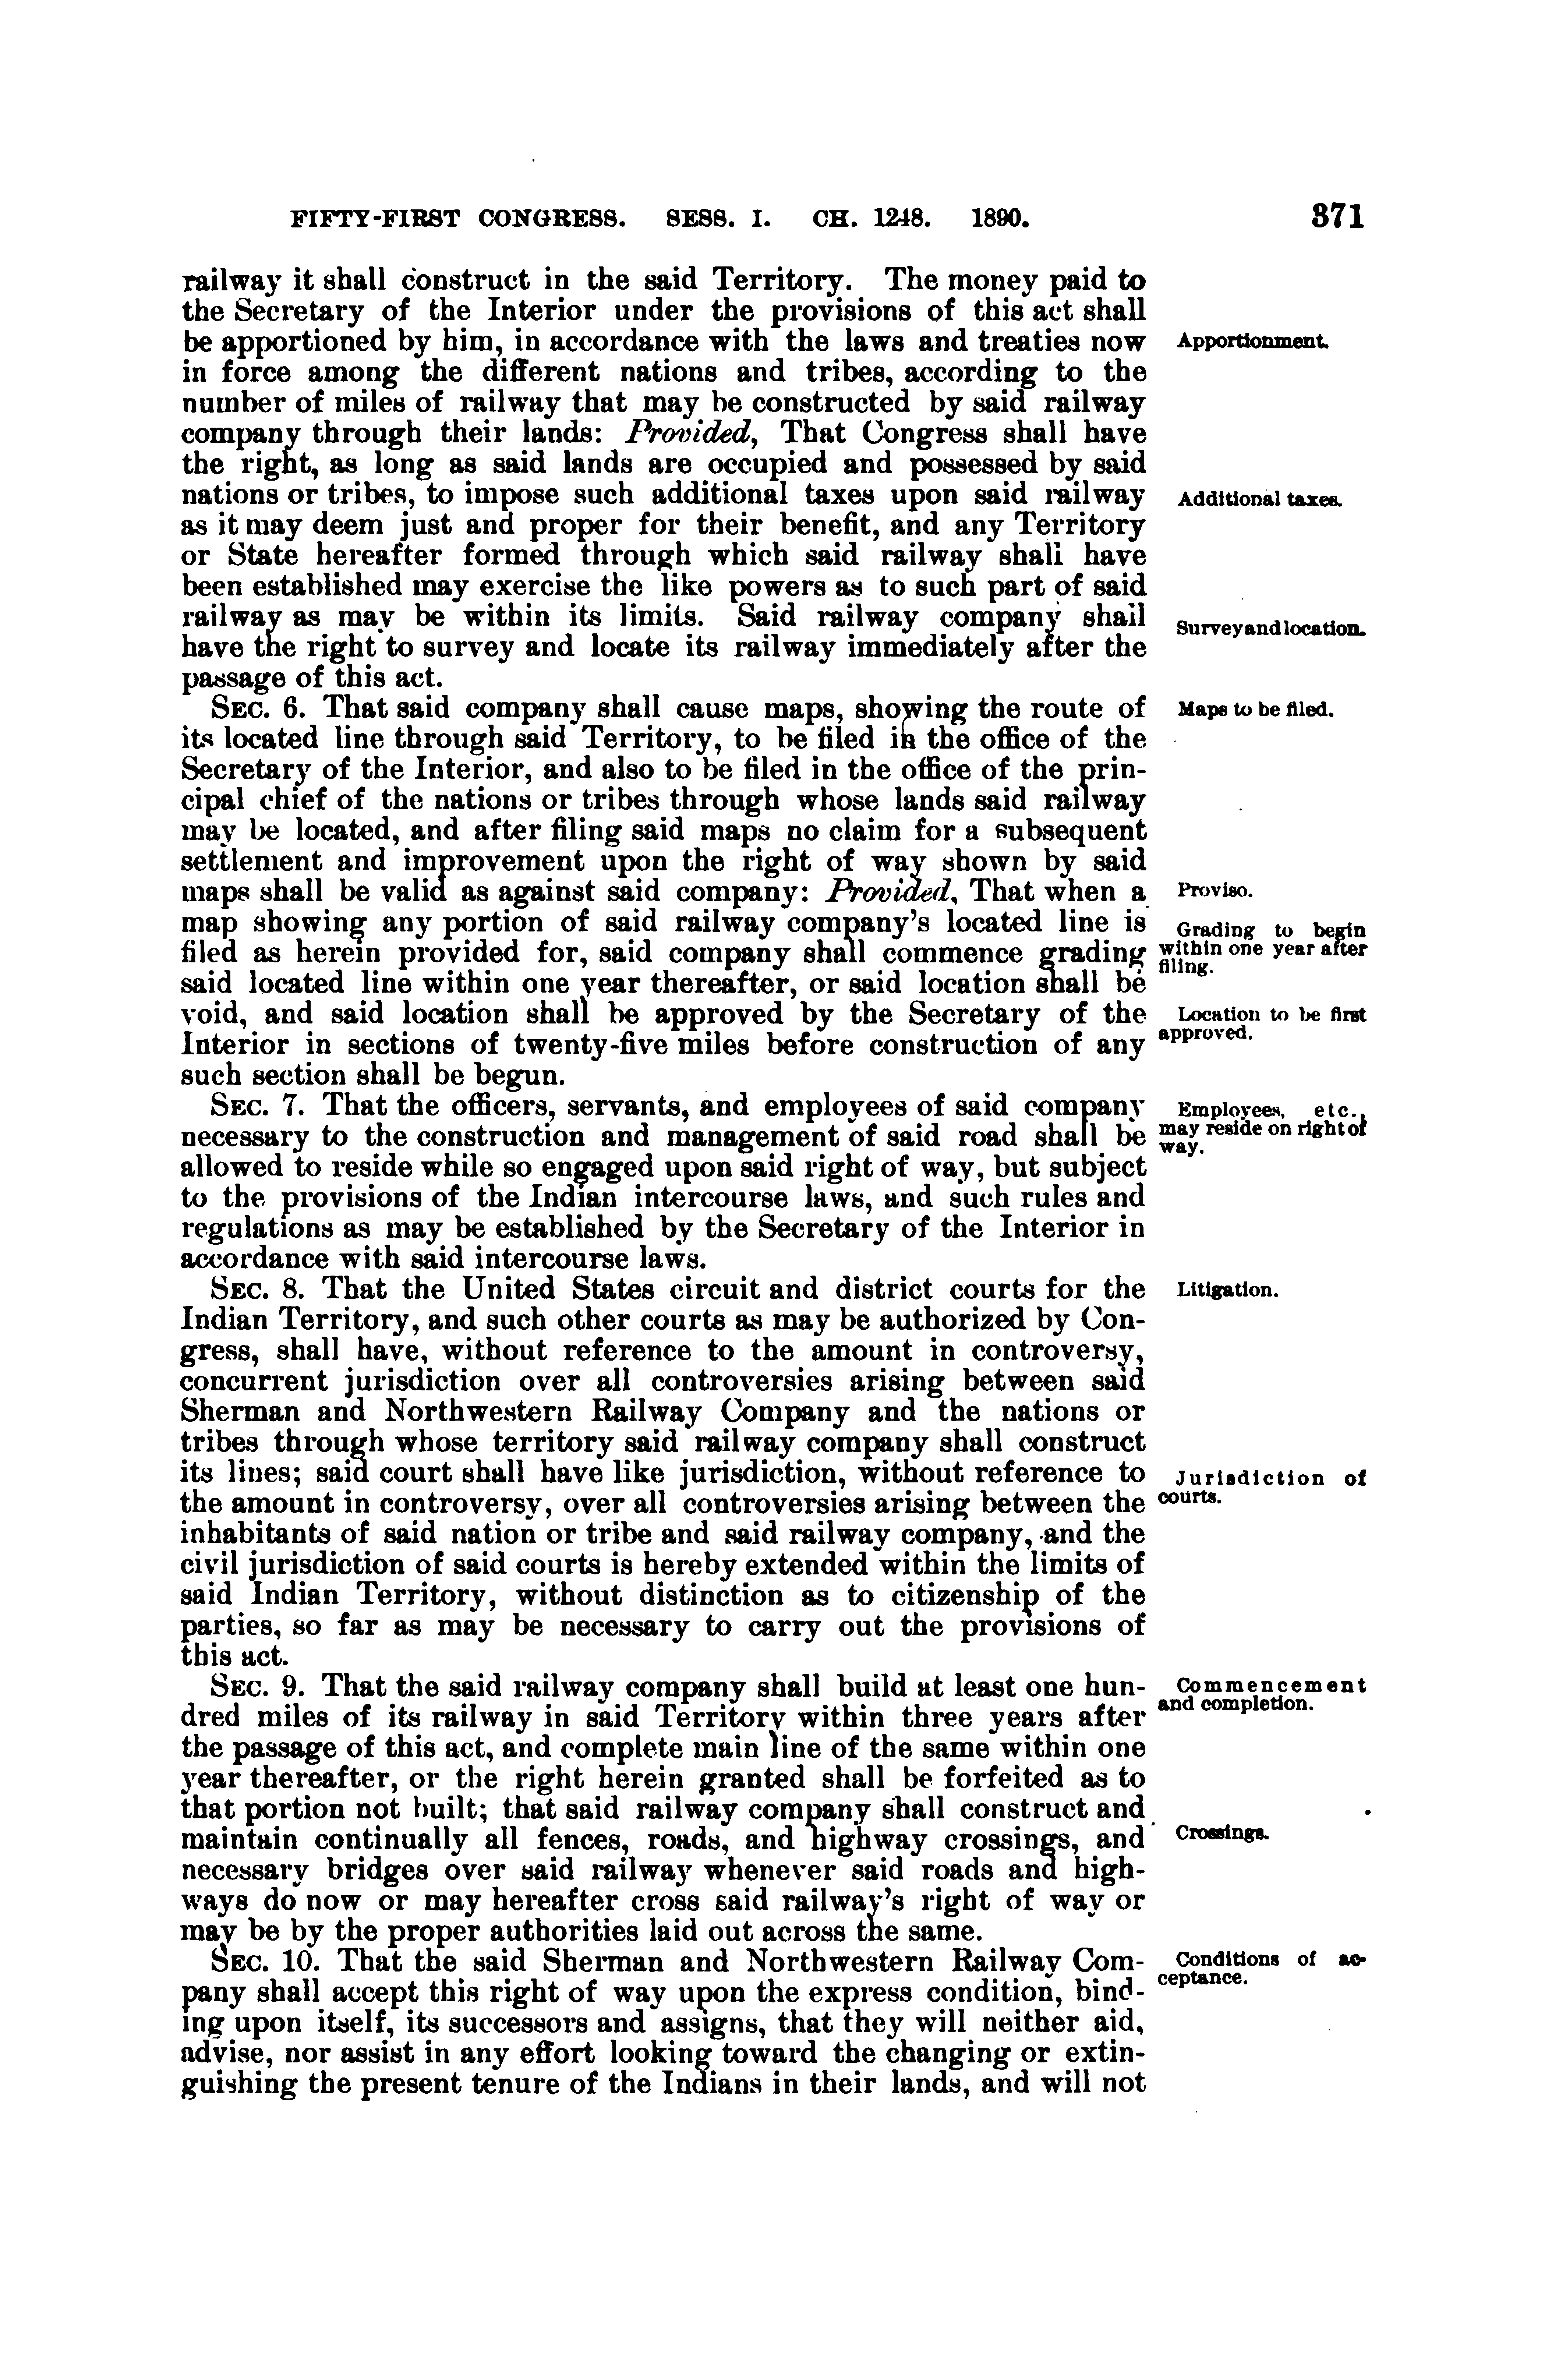 FIFTY-FIRST CONGRESS. SESS. I. CH. 1248. 1890. 371
railway it shall construct in the said Territory. The money paid to
the Secretary of the Interior under the provisions of this act shall
be apportioned by him, in accordance with the laws and treaties now
Apportionment.
in force among the different nations and tribes, according to the
number of miles of railway that may be constructed by said railway
company through their lands: Provided, That Congress shall have
the right, as long as said lands are occupied and possessed by said
nations or tribes, to impose such additional taxes upon said railway
Additional taxes.
as it may deem just and proper for their benefit, and any Territory
or State hereafter formed through which said railway shall have
been established may exercise the like powers as to such part of said
railway as may be within its limits. Said railway company shall
Survey and location.
have the right to survey and locate its railway immediately after the
passage of this act.
SEC. 6. That said company shall cause maps, showing the route of
Maps to be filed.
its located line through said Territory, to be filed in the office of the
Secretary of the Interior, and also to be filed in the office of the prin-
cipal chief of the nations or tribes through whose lands said railway
may be located, and after filing said maps no claim for a subsequent
settlement and improvement upon the right of way shown by said
maps shall be valid as against said company: Provided, That when a
Proviso.
map showing any portion of said railway company's located line is
Grading to begin
within one year after
filing.
filed as herein provided for, said company shall commence grading
said located line within one year thereafter, or said location shall be
void, and said location shall be approved by the Secretary of the
Location to be first
approved.
Interior in sections of twenty-five miles before construction of any
such section shall be begun.
SEC. 7. That the officers, servants, and employees of said company
Employees, etc.,
may reside on right of
way.
necessary to the construction and management of said road shall be
allowed to reside while so engaged upon said right of way, but subject
to the provisions of the Indian intercourse laws, and such rules and
regulations as may be established by the Secretary of the Interior in
accordance with said intercourse laws.
SEC. 8. That the United States circuit and district courts for the
Litigation.
Indian Territory, and such other courts as may be authorized by Con-
gress, shall have, without reference to the amount in controversy,
concurrent jurisdiction over all controversies arising between said
Sherman and Northwestern Railway Company and the nations or
tribes through whose territory said railway company shall construct
its lines; said court shall have like jurisdiction, without reference to
Jurisdiction of
courts.
the amount in controversy, over all controversies arising between the
inhabitants of said nation or tribe and said railway company, and the
civil jurisdiction of said courts is hereby extended within the limits of
said Indian Territory, without distinction as to citizenship of the
parties, so far as may be necessary to carry out the provisions of
this act.
SEC. 9. That the said railway company shall build at least one hun-
Commencement
and completion.
dred miles of its railway in said Territory within three years after
the passage of this act, and complete main line of the same within one
year thereafter, or the right herein granted shall be forfeited as to
that portion not built; that said railway company shall construct and
maintain continually all fences, roads, and highway crossings, and
Crossings.
necessary bridges over said railway whenever said roads and high-
ways do now or may hereafter cross said railway's right of way or
may be by the proper authorities laid out across the same.
SEC. 10. That the said Sherman and Northwestern Railway Com-
Conditions of ac-
ceptance.
pany shall accept this right of way upon the express condition, bind-
ing upon itself, its successors and assigns, that they will neither aid,
advise, nor assist in any effort looking toward the changing or extin-
guishing the present tenure of the Indians in their lands, and will not